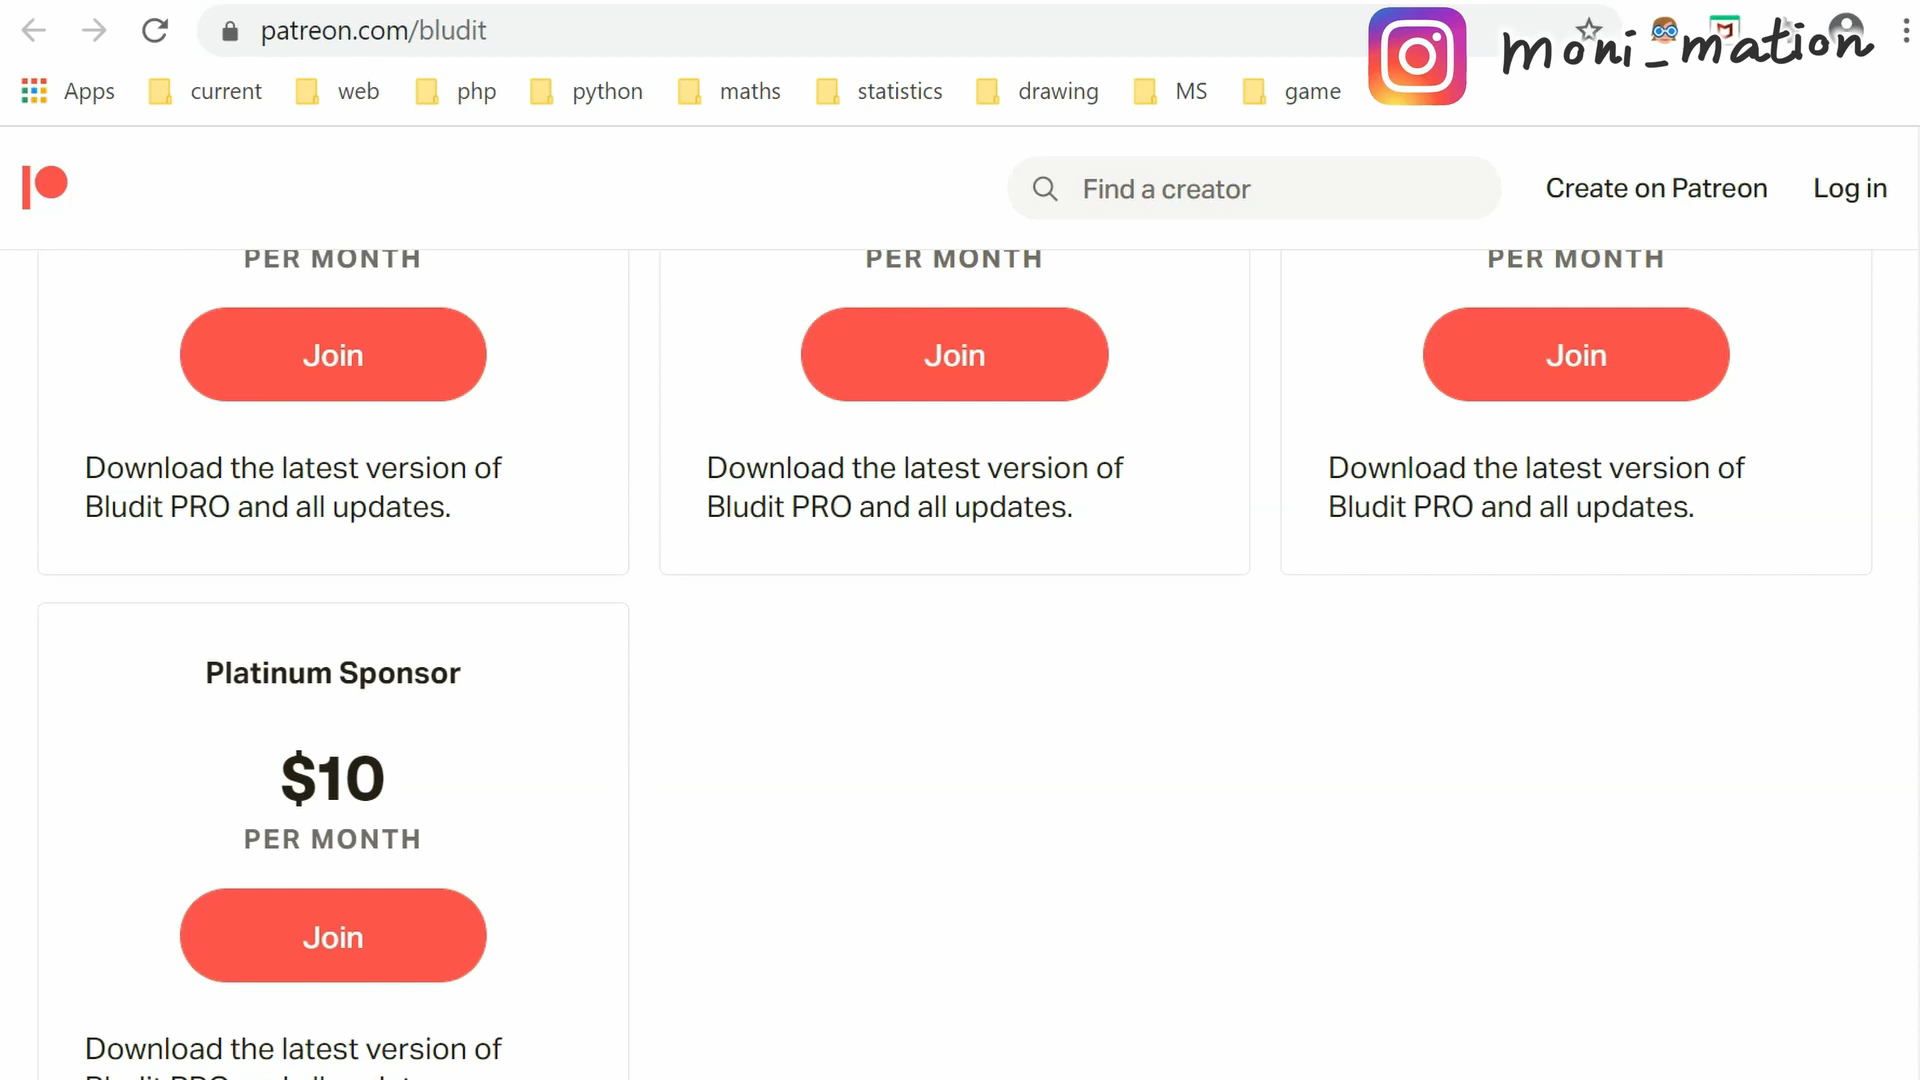 patreon.com/bludit
moni_mation
Apps current web php python maths statistics drawing MS game
Find a creator
Create on Patreon
Log in
PER MONTH PER MONTH PER MONTH
Join Join Join
Download the latest version of
Bludit PRO and all updates.
Download the latest version of
Bludit PRO and all updates.
Download the latest version of
Bludit PRO and all updates.
Platinum Sponsor
$10
PER MONTH
Join
Download the latest version of